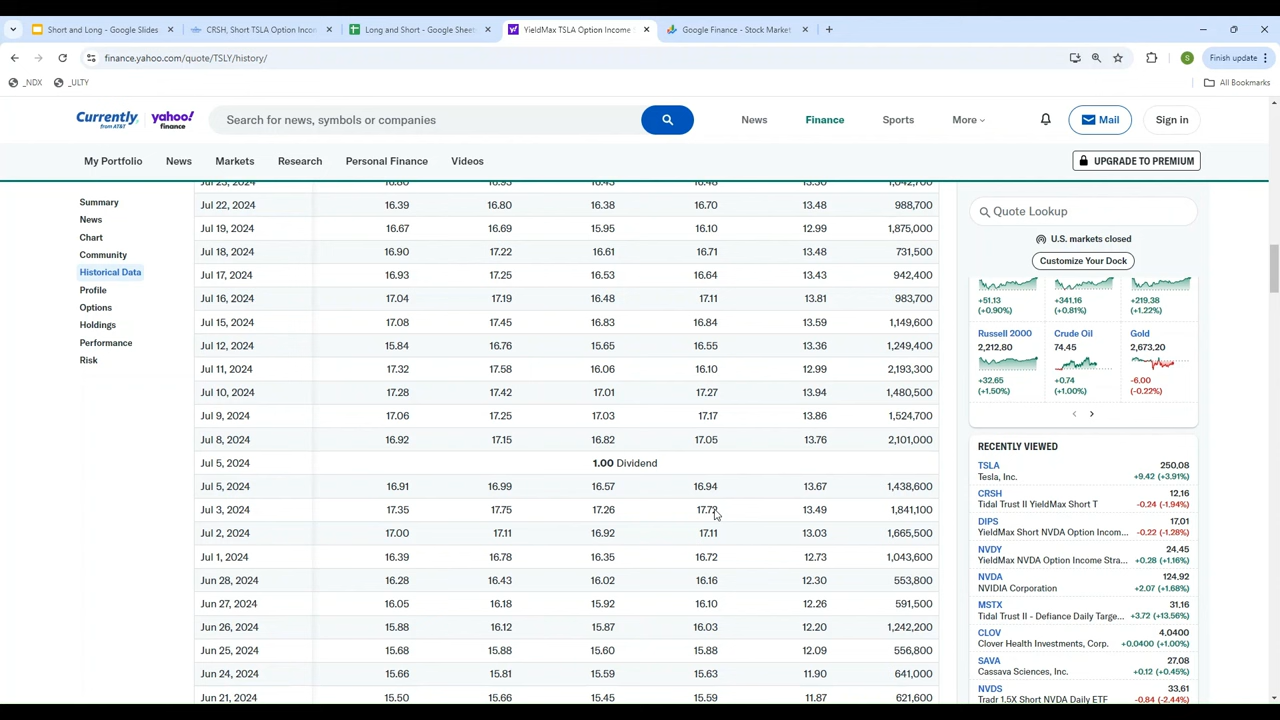 Short and Long - Google Slides
CRSH, Short TSLA Option Incom
Long and Short - Google Sheets
YieldMax TSLA Option Income S
Google Finance - Stock Market
finance.yahoo.com/quote/TSLY/history/
S
Finish update
_NDX
_ULTY
All Bookmarks
Currently
from AT&T
yahoo!
finance
Search for news, symbols or companies
News
Finance
Sports
More
Mail
Sign in
My Portfolio
News
Markets
Research
Personal Finance
Videos
UPGRADE TO PREMIUM
Summary
News
Chart
Community
Historical Data
Profile
Options
Holdings
Performance
Risk
Jul 22, 2024 16.39 16.80 16.38 16.70 13.48 988,700
Jul 19, 2024 16.67 16.69 15.95 16.10 12.99 1,875,000
Jul 18, 2024 16.90 17.22 16.61 16.71 13.48 731,500
Jul 17, 2024 16.93 17.25 16.53 16.64 13.43 942,400
Jul 16, 2024 17.04 17.19 16.48 17.11 13.81 983,700
Jul 15, 2024 17.08 17.45 16.83 16.84 13.59 1,149,600
Jul 12, 2024 15.84 16.76 15.65 16.55 13.36 1,249,400
Jul 11, 2024 17.32 17.58 16.06 16.10 12.99 2,193,300
Jul 10, 2024 17.28 17.42 17.01 17.27 13.94 1,480,500
Jul 9, 2024 17.06 17.25 17.03 17.17 13.86 1,524,700
Jul 8, 2024 16.92 17.15 16.82 17.05 13.76 2,101,000
Jul 5, 2024 1.00 Dividend
Jul 5, 2024 16.91 16.99 16.57 16.94 13.67 1,438,600
Jul 3, 2024 17.35 17.75 17.26 13.49 1,841,100
Jul 2, 2024 17.00 17.11 16.92 17.11 13.03 1,665,500
Jul 1, 2024 16.39 16.78 16.35 16.72 12.73 1,043,600
Jun 28, 2024 16.28 16.43 16.02 16.16 12.30 553,800
Jun 27, 2024 16.05 16.18 15.92 16.10 12.26 591,500
Jun 26, 2024 15.88 16.12 15.87 16.03 12.20 1,242,200
Jun 25, 2024 15.68 15.88 15.60 15.88 12.09 556,800
Jun 24, 2024 15.66 15.81 15.59 15.63 11.90 641,000
Jun 21, 2024 15.50 15.66 15.45 15.59 11.87 621,600
Quote Lookup
U.S. markets closed
Customize Your Dock
+51.13 +341.16 +219.38
(+0.90%) (+0.81%) (+1.22%)
Russell 2000 Crude Oil Gold
2,212.80 74.45 2,673.20
+32.65 +0.74 -6.00
(+1.50%) (+1.00%) (-0.22%)
RECENTLY VIEWED
TSLA 250.08
Tesla, Inc. +9.42 (+3.91%)
CRSH 12.16
Tidal Trust II YieldMax Short T -0.24 (-1.94%)
DIPS 17.01
YieldMax Short NVDA Option Incom... -0.22 (-1.28%)
NVDY 24.45
YieldMax NVDA Option Income Stra... +0.28 (+1.16%)
NVDA 124.92
NVIDIA Corporation +2.07 (+1.68%)
MSTX 31.16
Tidal Trust II - Defiance Daily Targe... +3.72 (+13.56%)
CLOV 4.0400
Clover Health Investments, Corp. +0.0400 (+1.00%)
SAVA 27.08
Cassava Sciences, Inc. +0.12 (+0.45%)
NVDS 33.61
Tradr 1.5X Short NVDA Daily ETF -0.84 (-2.44%)